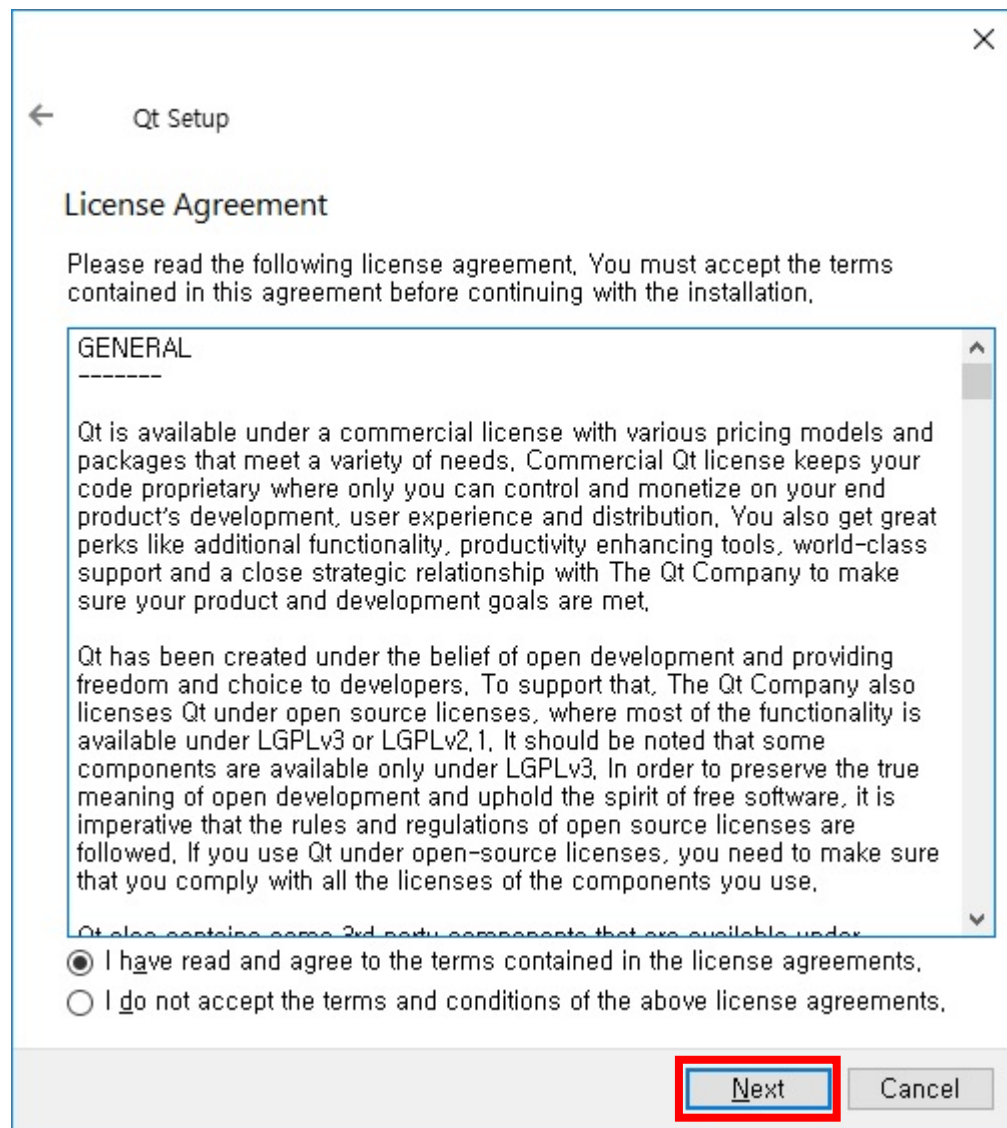 Qt Setup
License Agreement
Please read the following license agreement. You must accept the terms
contained in this agreement before continuing with the installation.
GENERAL
-------
Qt is available under a commercial license with various pricing models and
packages that meet a variety of needs. Commercial Qt license keeps your
code proprietary where only you can control and monetize on your end
product's development, user experience and distribution. You also get great
perks like additional functionality, productivity enhancing tools, world-class
support and a close strategic relationship with The Qt Company to make
sure your product and development goals are met.
Qt has been created under the belief of open development and providing
freedom and choice to developers. To support that, The Qt Company also
licenses Qt under open source licenses, where most of the functionality is
available under LGPLv3 or LGPLv2.1. It should be noted that some
components are available only under LGPLv3. In order to preserve the true
meaning of open development and uphold the spirit of free software, it is
imperative that the rules and regulations of open source licenses are
followed. If you use Qt under open-source licenses, you need to make sure
that you comply with all the licenses of the components you use.
Qt also contains some 3rd party components that are available under
I have read and agree to the terms contained in the license agreements.
I do not accept the terms and conditions of the above license agreements.
Next
Cancel